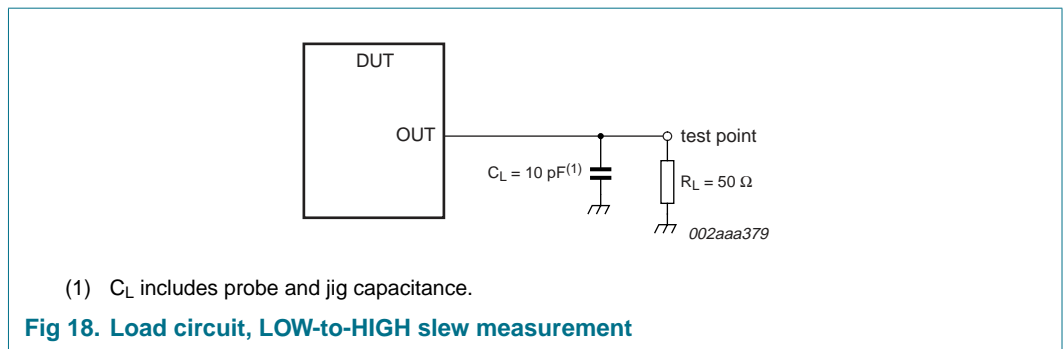 DUT
OUT
test point
C_L = 10 pF(1)
R_L = 50 Ω
002aaa379
(1) C_L includes probe and jig capacitance.
Fig 18. Load circuit, LOW-to-HIGH slew measurement